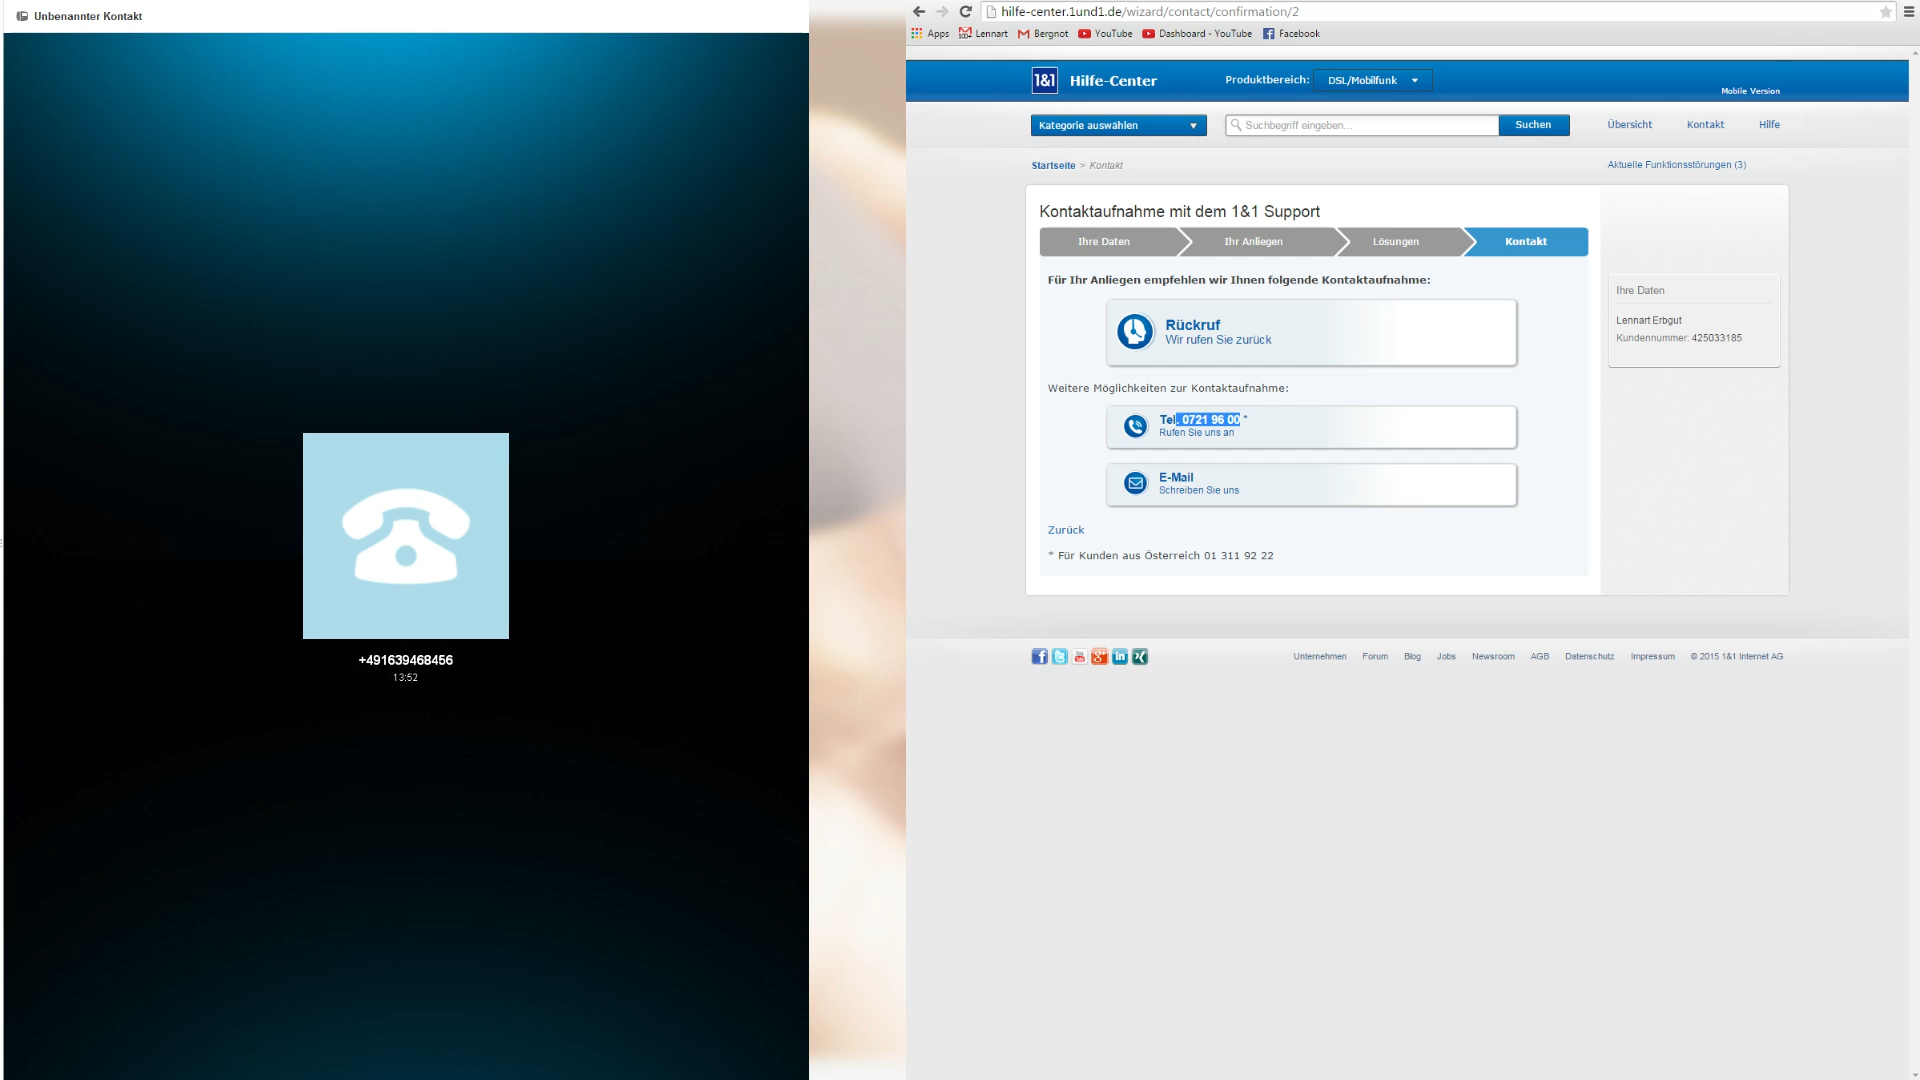 Unbenannter Kontakt
+491639468456
13:52
hilfe-center.1und1.de/wizard/contact/confirmation/2
Apps Lennart Bergnot YouTube Dashboard - YouTube Facebook
1&1 Hilfe-Center Produktbereich: DSL/Mobilfunk
Mobile Version
Kategorie auswählen Suchbegriff eingeben... Suchen Übersicht Kontakt Hilfe
Startseite > Kontakt Aktuelle Funktionsstörungen (3)
Kontaktaufnahme mit dem 1&1 Support
Ihre Daten Ihr Anliegen Lösungen Kontakt
Für Ihr Anliegen empfehlen wir Ihnen folgende Kontaktaufnahme:
Rückruf
Wir rufen Sie zurück
Weitere Möglichkeiten zur Kontaktaufnahme:
Tel. 0721 96 00 *
Rufen Sie uns an
E-Mail
Schreiben Sie uns
Zurück
* Für Kunden aus Österreich 01 311 92 22
Ihre Daten
Lennart Erbgut
Kundennummer: 425033185
Unternehmen Forum Blog Jobs Newsroom AGB Datenschutz Impressum © 2015 1&1 Internet AG